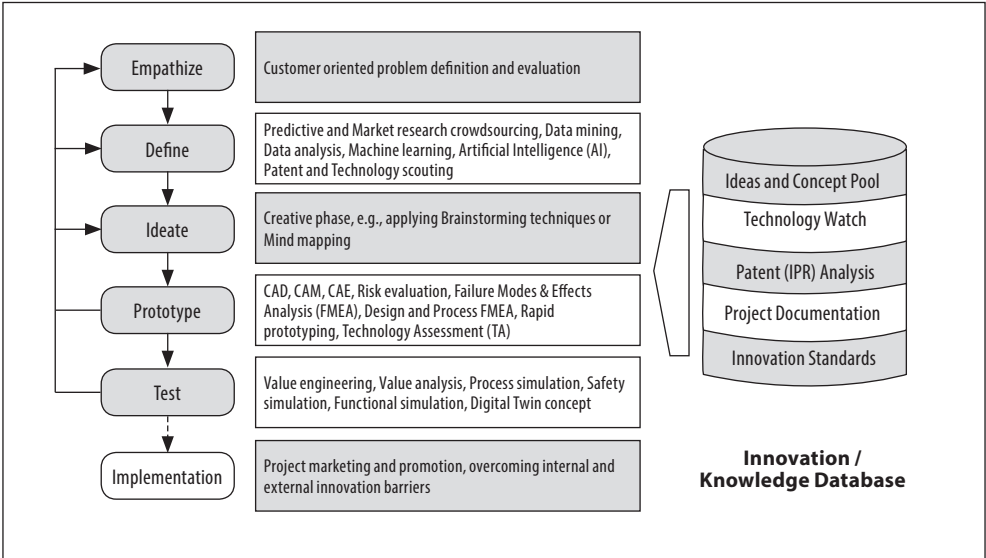 Empathize
Customer oriented problem definition and evaluation
Define
Predictive and Market research crowdsourcing, Data mining,
Data analysis, Machine learning, Artificial Intelligence (AI),
Patent and Technology scouting
Ideate
Creative phase, e.g., applying Brainstorming techniques or
Mind mapping
Prototype
CAD, CAM, CAE, Risk evaluation, Failure Modes & Effects
Analysis (FMEA), Design and Process FMEA, Rapid
prototyping, Technology Assessment (TA)
Test
Value engineering, Value analysis, Process simulation, Safety
simulation, Functional simulation, Digital Twin concept
Implementation
Project marketing and promotion, overcoming internal and
external innovation barriers
Ideas and Concept Pool
Technology Watch
Patent (IPR) Analysis
Project Documentation
Innovation Standards
Innovation /
Knowledge Database